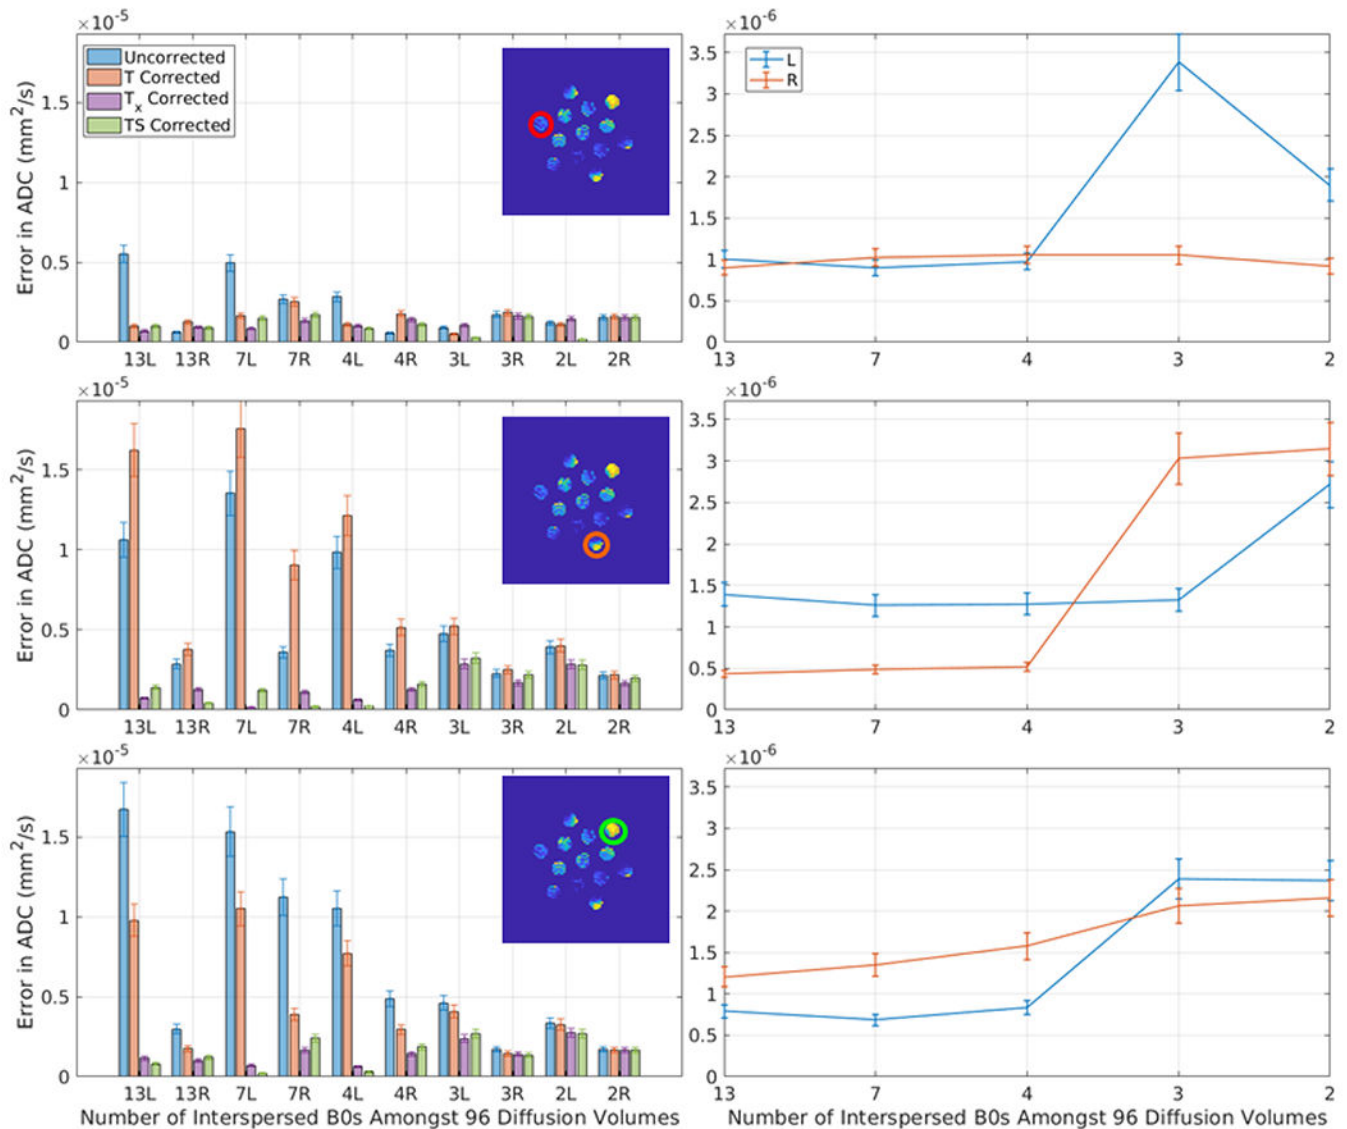 ×10-5
Error in ADC (mm2/s)
1.5
1
0.5
0
Uncorrected
T Corrected
Tx Corrected
TS Corrected
13L 13R 7L 7R 4L 4R 3L 3R 2L 2R
×10-6
3.5
3
2.5
2
1.5
1
0.5
0
L
R
13 7 4 3 2
×10-5
Error in ADC (mm2/s)
1.5
1
0.5
0
13L 13R 7L 7R 4L 4R 3L 3R 2L 2R
×10-6
3.5
3
2.5
2
1.5
1
0.5
0
13 7 4 3 2
×10-5
Error in ADC (mm2/s)
1.5
1
0.5
0
13L 13R 7L 7R 4L 4R 3L 3R 2L 2R
Number of Interspersed B0s Amongst 96 Diffusion Volumes
×10-6
3.5
3
2.5
2
1.5
1
0.5
0
13 7 4 3 2
Number of Interspersed B0s Amongst 96 Diffusion Volumes